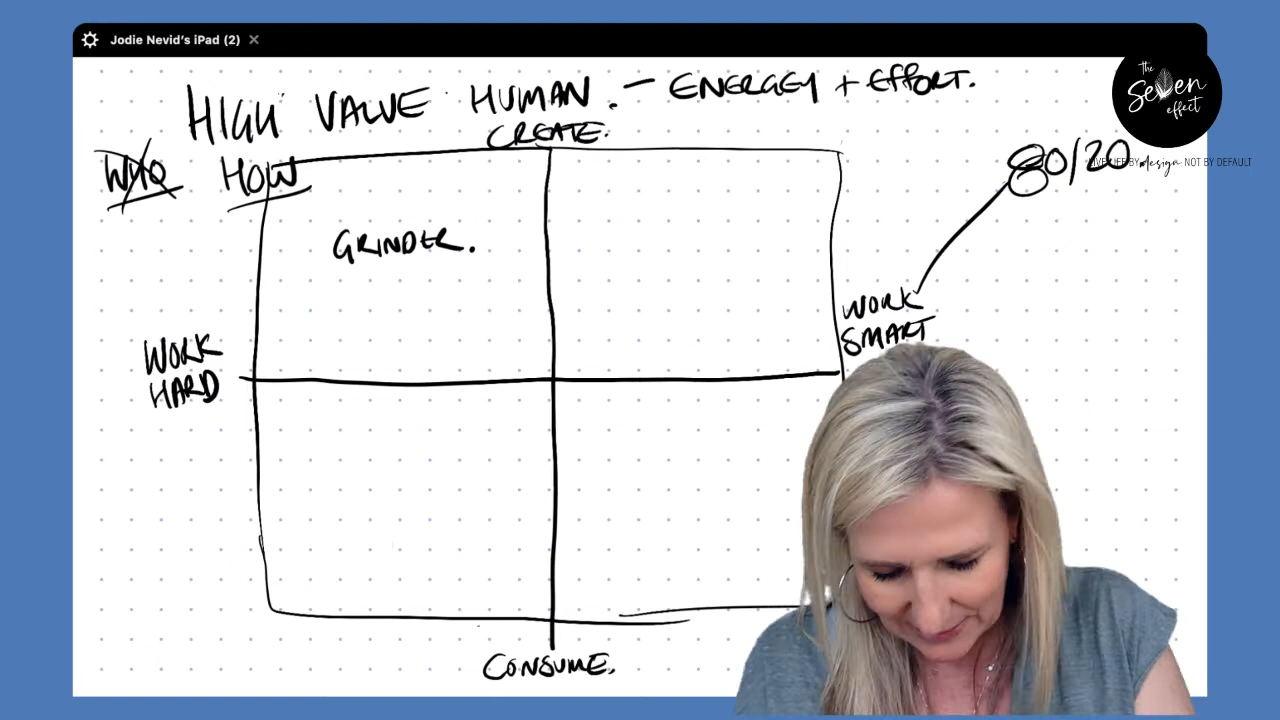 Jodie Nevid's iPad (2)
HIGH VALUE HUMAN. - ENERGY + EFFORT.
the
Seven
effect
LIVE LIFE BY design NOT BY DEFAULT
CREATE.
WHO HOW
80/20
GRINDER.
WORK
SMART
WORK
HARD
CONSUME.